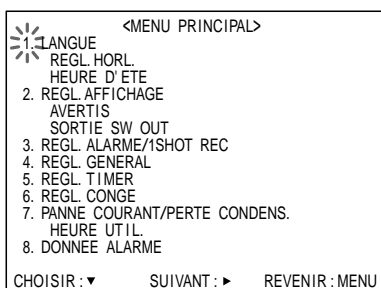 <MENU PRINCIPAL>
1. LANGUE
REGL. HORL.
HEURE D'ETE
2. REGL. AFFICHAGE
AVERTIS
SORTIE SW OUT
3. REGL. ALARME/1SHOT REC
4. REGL. GENERAL
5. REGL. TIMER
6. REGL. CONGE
7. PANNE COURANT/PERTE CONDENS.
HEURE UTIL.
8. DONNEE ALARME
CHOISIR : ▼ SUIVANT : ► REVENIR : MENU